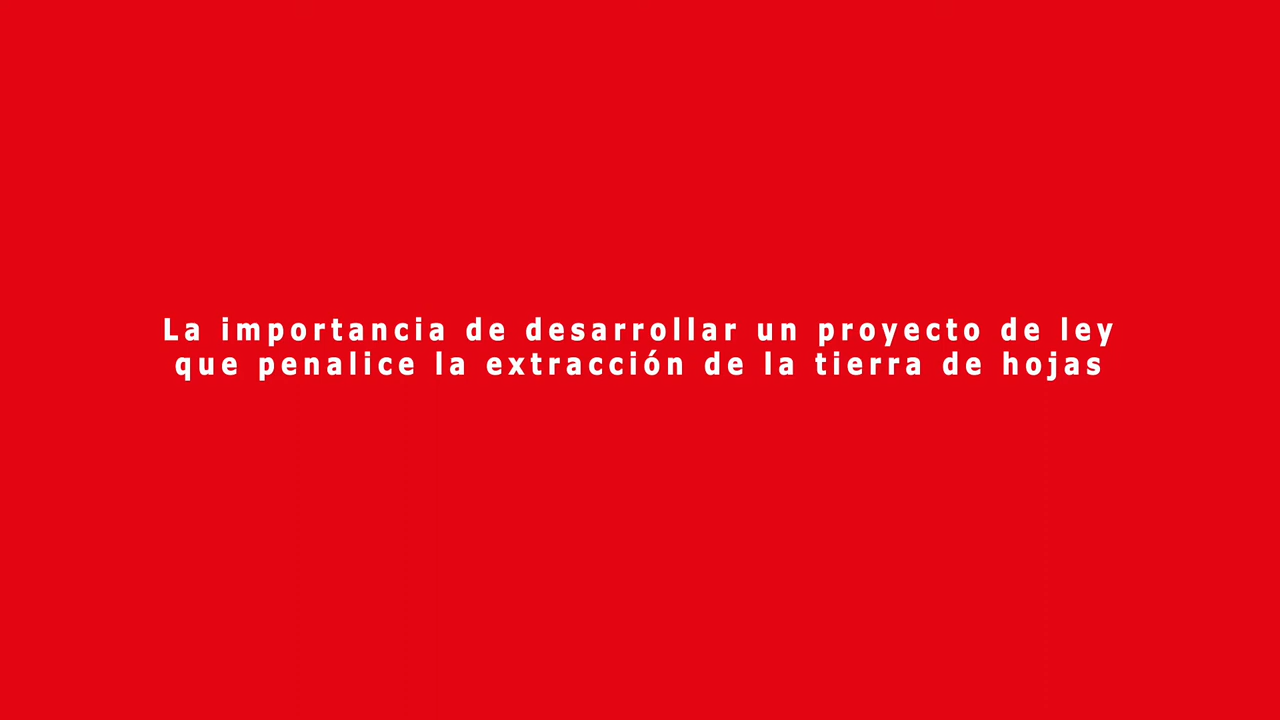 La importancia de desarrollar un proyecto de ley
que penalice la extracción de la tierra de hojas